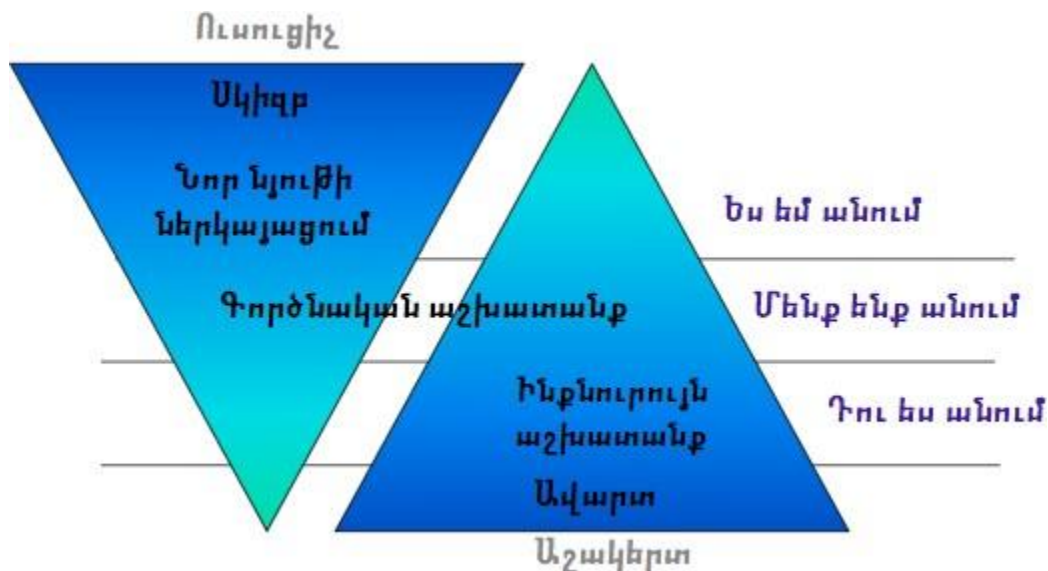 Ուսուցիչ
Սկիզբ
Նոր նյութի
ներկայացում
Ես եմ անում
Գործնական աշխատանք
Մենք ենք անում
Ինքնուրույն
աշխատանք
Դու ես անում
Ավարտ
Աշակերտ